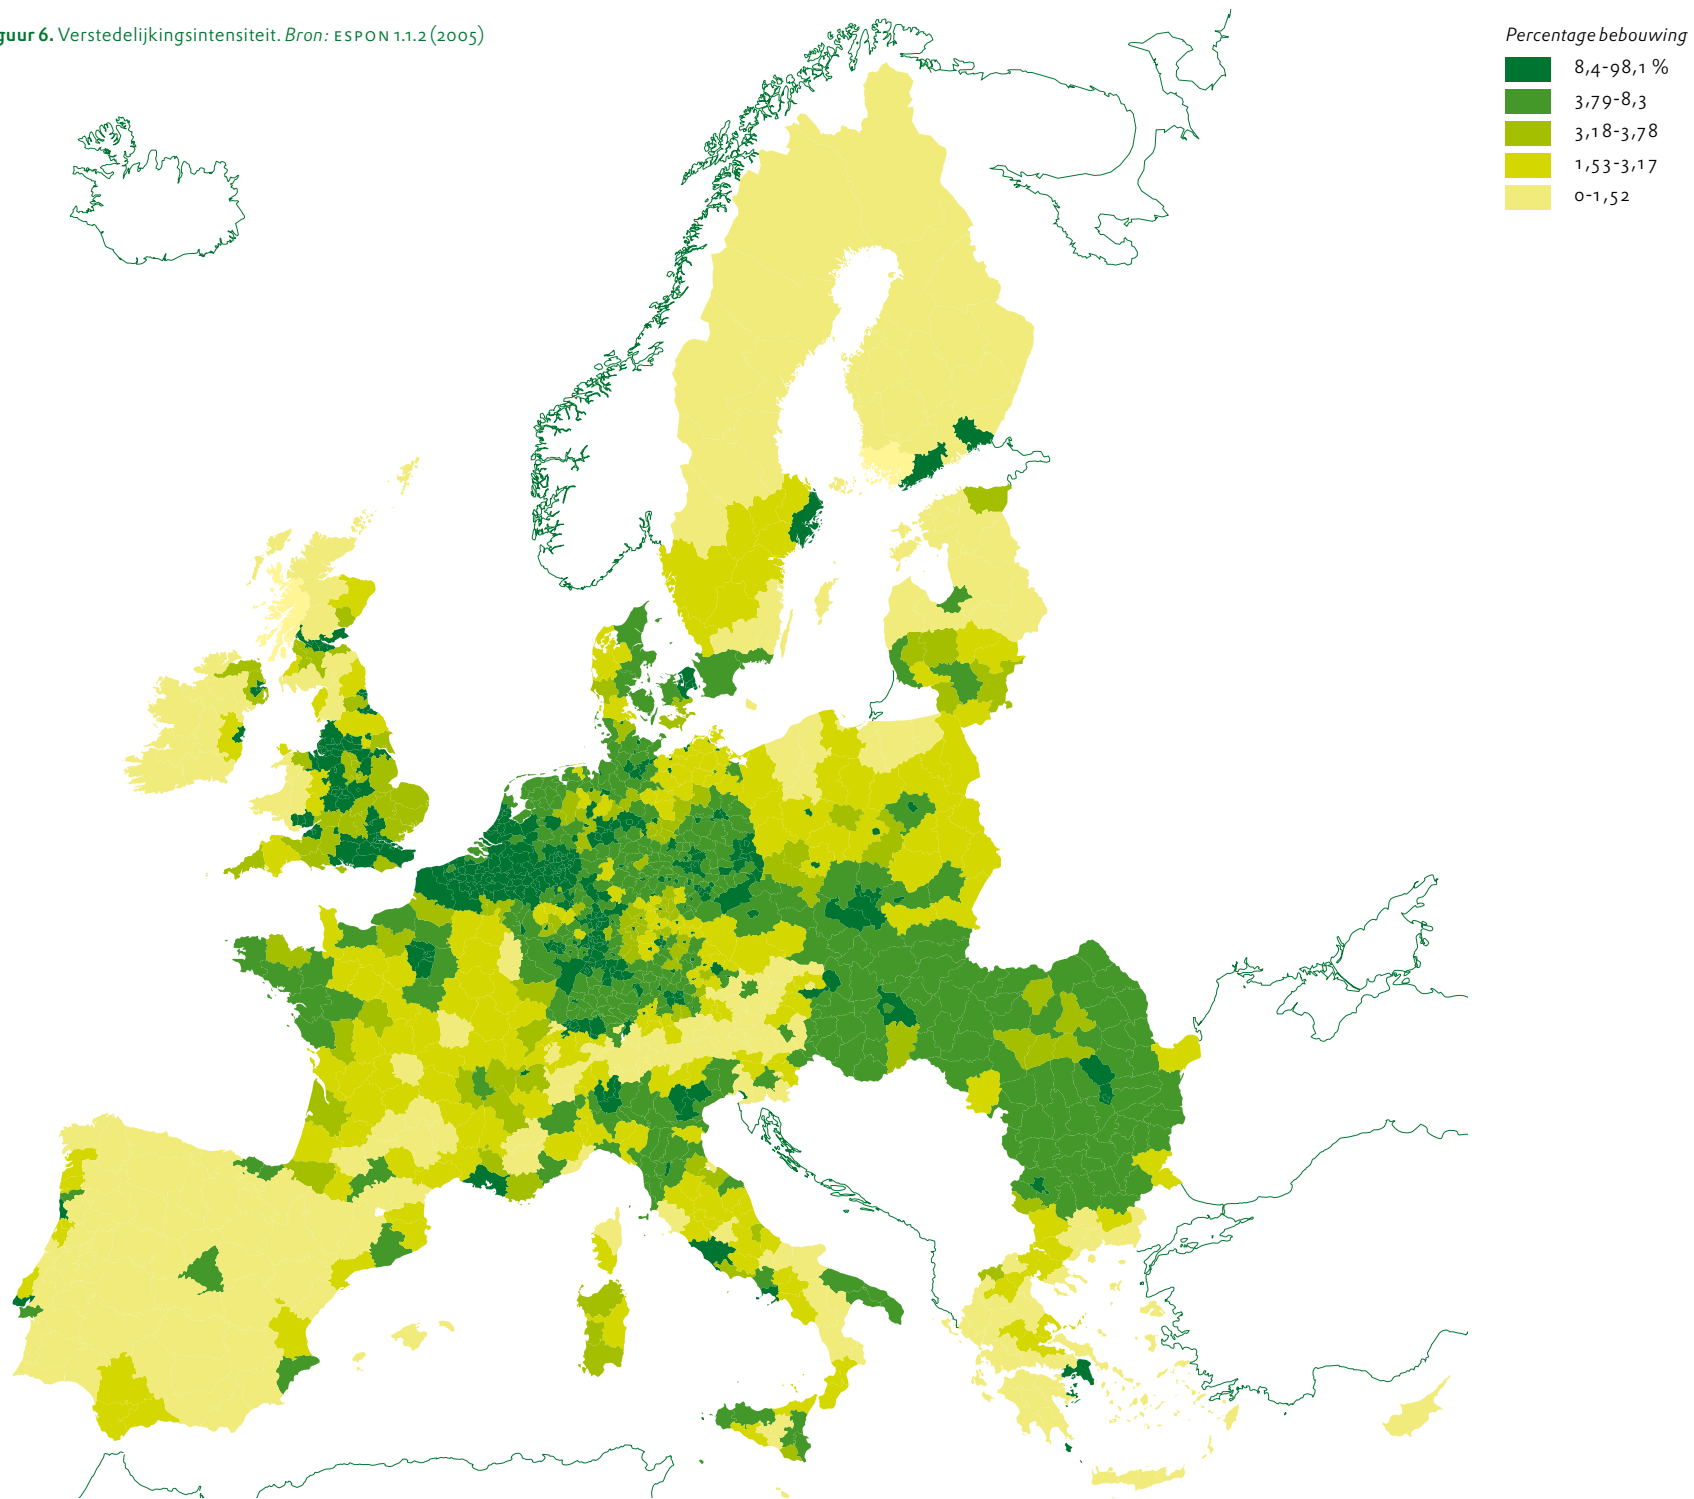 guur 6. Verstedelijkingsintensiteit. Bron: ESPON 1.1.2 (2005)
Percentage bebouwing
8,4-98,1 %
3,79-8,3
3,18-3,78
1,53-3,17
0-1,52